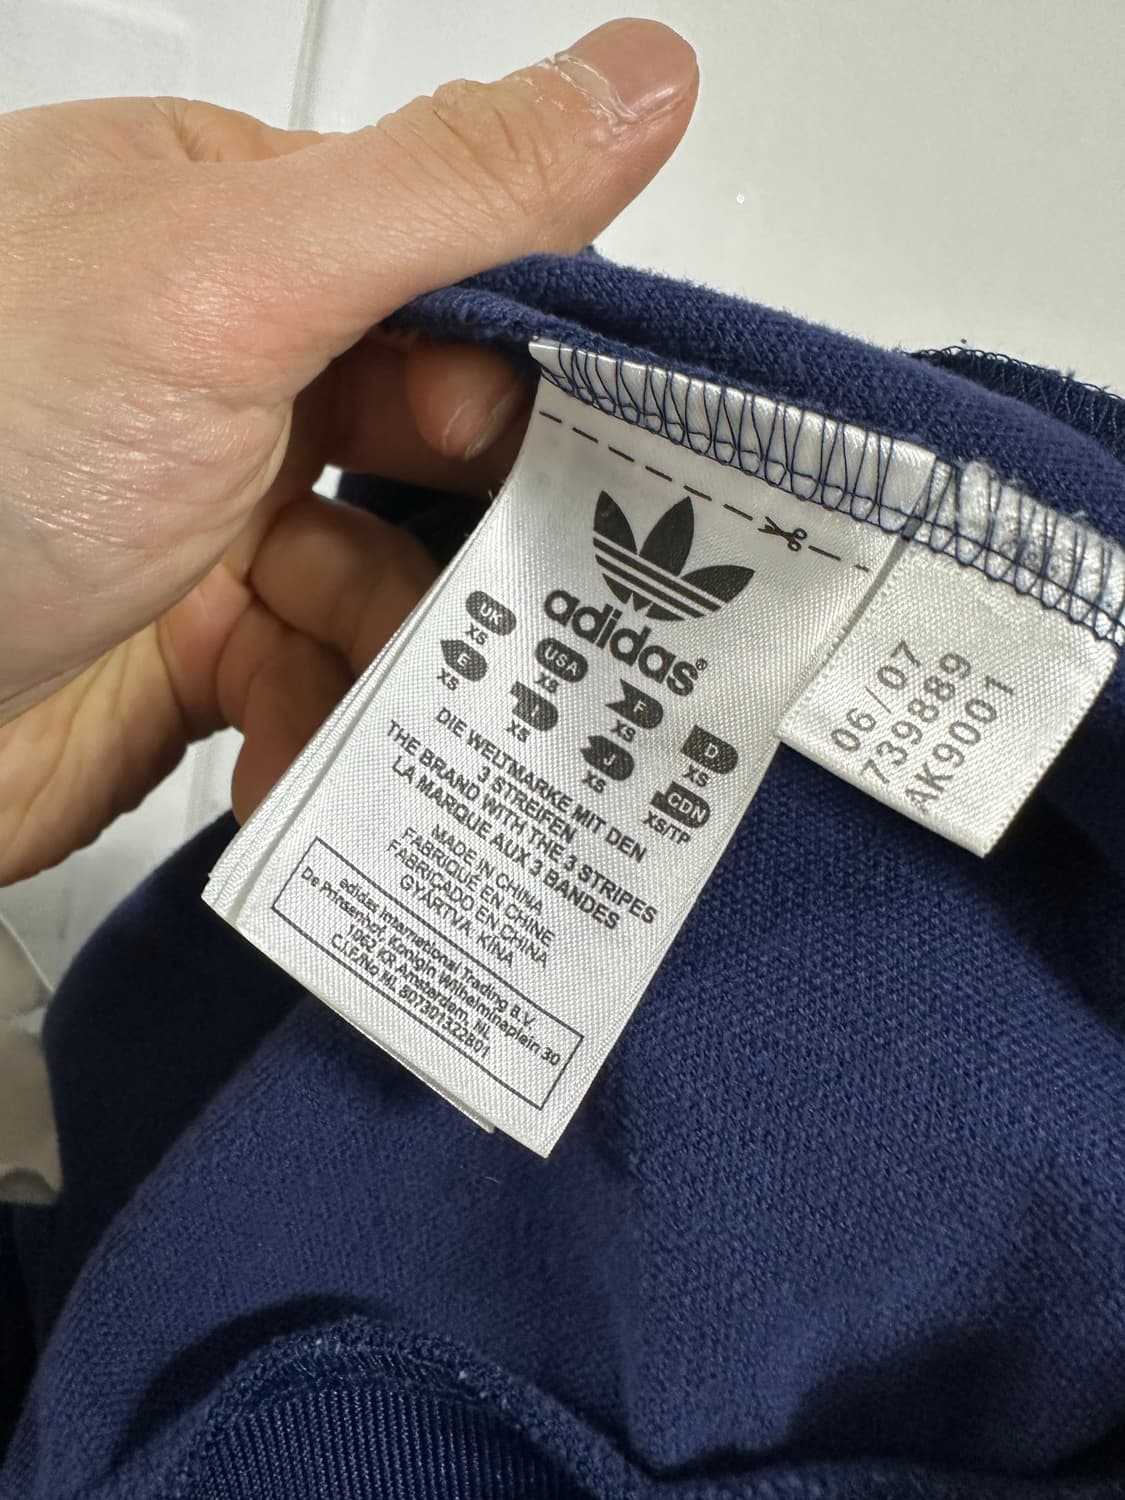 adidas®
UK USA F D
XS XS XS XS
E I J CDN
XS XS XS XS/TP
DIE WELTMARKE MIT DEN
3 STREIFEN
THE BRAND WITH THE 3 STRIPES
LA MARQUE AUX 3 BANDES
MADE IN CHINA
FABRIQUÉ EN CHINE
FABRICADO EN CHINA
GYÁRTVA KINA
adidas International Trading B.V.
De Prinsenhof, Koningin Wilhelminaplein 30
1062 KR Amsterdam, NL
C.I.F./No NL 807301322B01
06/07
739889
AK9001